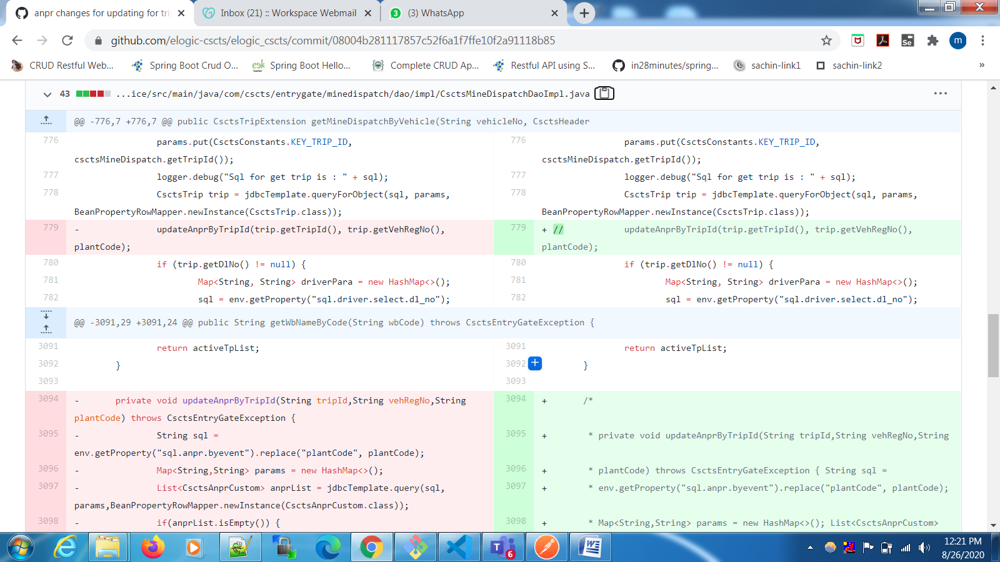 anpr changes for updating for tri
Inbox (21) :: Workspace Webmail
3
(3) WhatsApp
github.com/elogic-cscts/elogic_cscts/commit/08004b281117857c52f6a1f7ffe10f2a91118b85
Se
m
CRUD Restful Web...
Spring Boot Crud O...
Spring Boot Hello...
Complete CRUD Ap...
Restful API using S...
in28minutes/spring...
sachin-link1
sachin-link2
»
43 ...ice/src/main/java/com/cscts/entrygate/minedispatch/dao/impl/CsctsMineDispatchDaoImpl.java
@@ -776,7 +776,7 @@ public CsctsTripExtension getMineDispatchByVehicle(String vehicleNo, CsctsHeader
776 params.put(CsctsConstants.KEY_TRIP_ID,
csctsMineDispatch.getTripId());
777 logger.debug("Sql for get trip is : " + sql);
778 CsctsTrip trip = jdbcTemplate.queryForObject(sql, params,
BeanPropertyRowMapper.newInstance(CsctsTrip.class));
779 - updateAnprByTripId(trip.getTripId(), trip.getVehRegNo(),
plantCode);
780 if (trip.getDlNo() != null) {
781 Map<String, String> driverPara = new HashMap<>();
782 sql = env.getProperty("sql.driver.select.dl_no");
776 params.put(CsctsConstants.KEY_TRIP_ID,
csctsMineDispatch.getTripId());
777 logger.debug("Sql for get trip is : " + sql);
778 CsctsTrip trip = jdbcTemplate.queryForObject(sql, params,
BeanPropertyRowMapper.newInstance(CsctsTrip.class));
779 + // updateAnprByTripId(trip.getTripId(), trip.getVehRegNo(),
plantCode);
780 if (trip.getDlNo() != null) {
781 Map<String, String> driverPara = new HashMap<>();
782 sql = env.getProperty("sql.driver.select.dl_no");
@@ -3091,29 +3091,24 @@ public String getWbNameByCode(String wbCode) throws CsctsEntryGateException {
3091 return activeTpList;
3092 }
3093
3094 - private void updateAnprByTripId(String tripId,String vehRegNo,String
plantCode) throws CsctsEntryGateException {
3095 - String sql =
env.getProperty("sql.anpr.byevent").replace("plantCode", plantCode);
3096 - Map<String,String> params = new HashMap<>();
3097 - List<CsctsAnprCustom> anprList = jdbcTemplate.query(sql,
params,BeanPropertyRowMapper.newInstance(CsctsAnprCustom.class));
3098 - if(anprList.isEmpty()) {
3091 return activeTpList;
3092 }
3093
3094 + /*
3095 + * private void updateAnprByTripId(String tripId,String vehRegNo,String
3096 + * plantCode) throws CsctsEntryGateException { String sql =
3097 + * env.getProperty("sql.anpr.byevent").replace("plantCode", plantCode);
3098 + * Map<String,String> params = new HashMap<>(); List<CsctsAnprCustom>
6
12:21 PM
8/26/2020